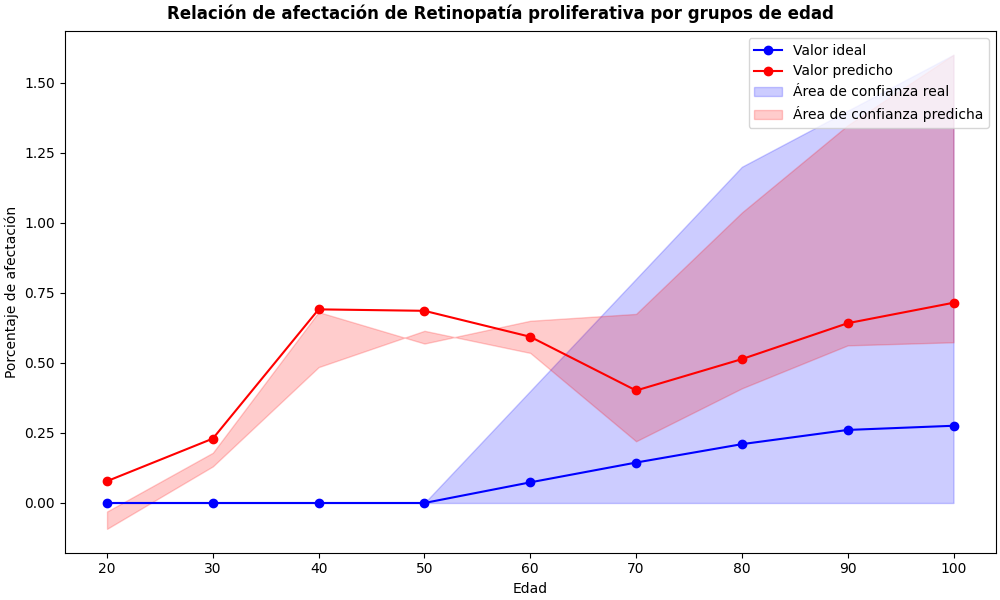 Relación de afectación de Retinopatía proliferativa por grupos de edad
Valor ideal
Valor predicho
Área de confianza real
Área de confianza predicha
Porcentaje de afectación
1.50
1.25
1.00
0.75
0.50
0.25
0.00
20 30 40 50 60 70 80 90 100
Edad